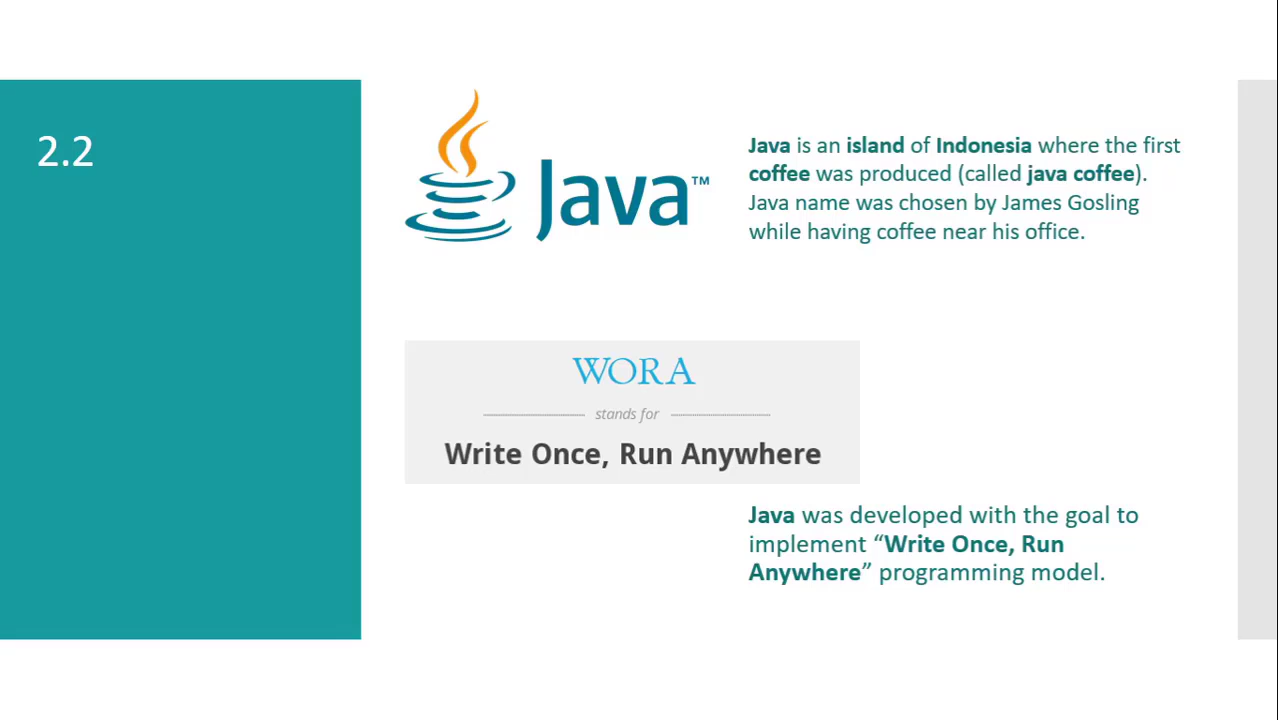 2.2
Java™
Java is an island of Indonesia where the first
coffee was produced (called java coffee).
Java name was chosen by James Gosling
while having coffee near his office.
WORA
stands for
Write Once, Run Anywhere
Java was developed with the goal to
implement “Write Once, Run
Anywhere” programming model.